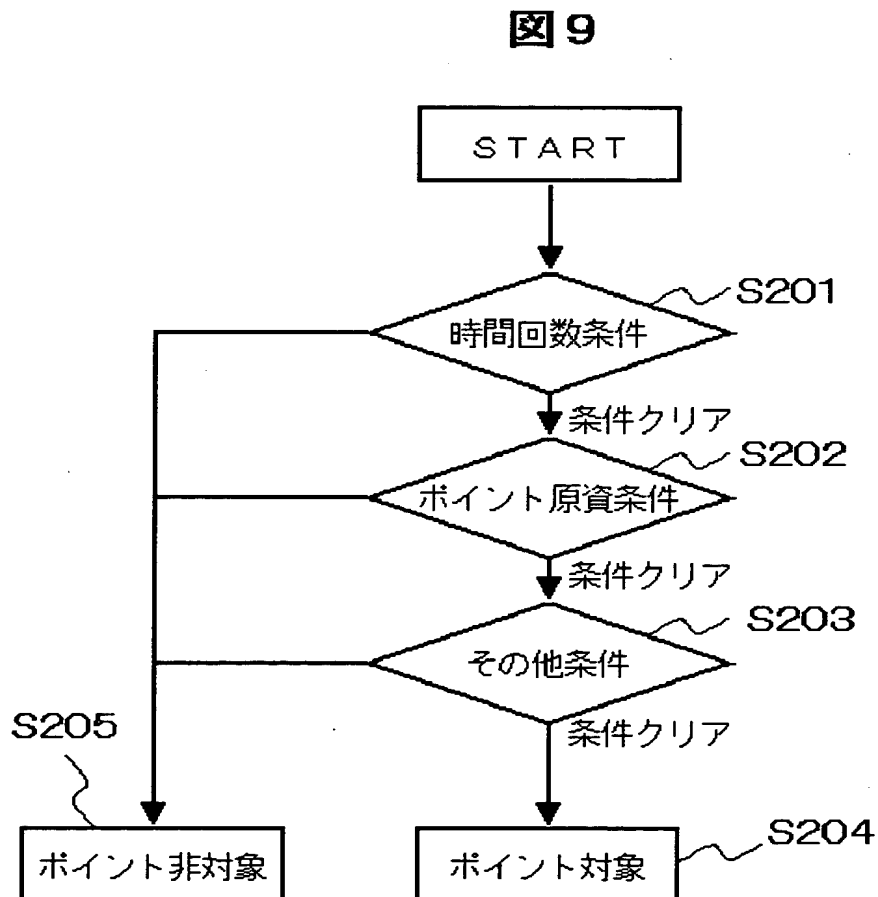 図9
START
S201
時間回数条件
条件クリア
S202
ポイント原資条件
条件クリア
S203
その他条件
条件クリア
S205
S204
ポイント非対象
ポイント対象